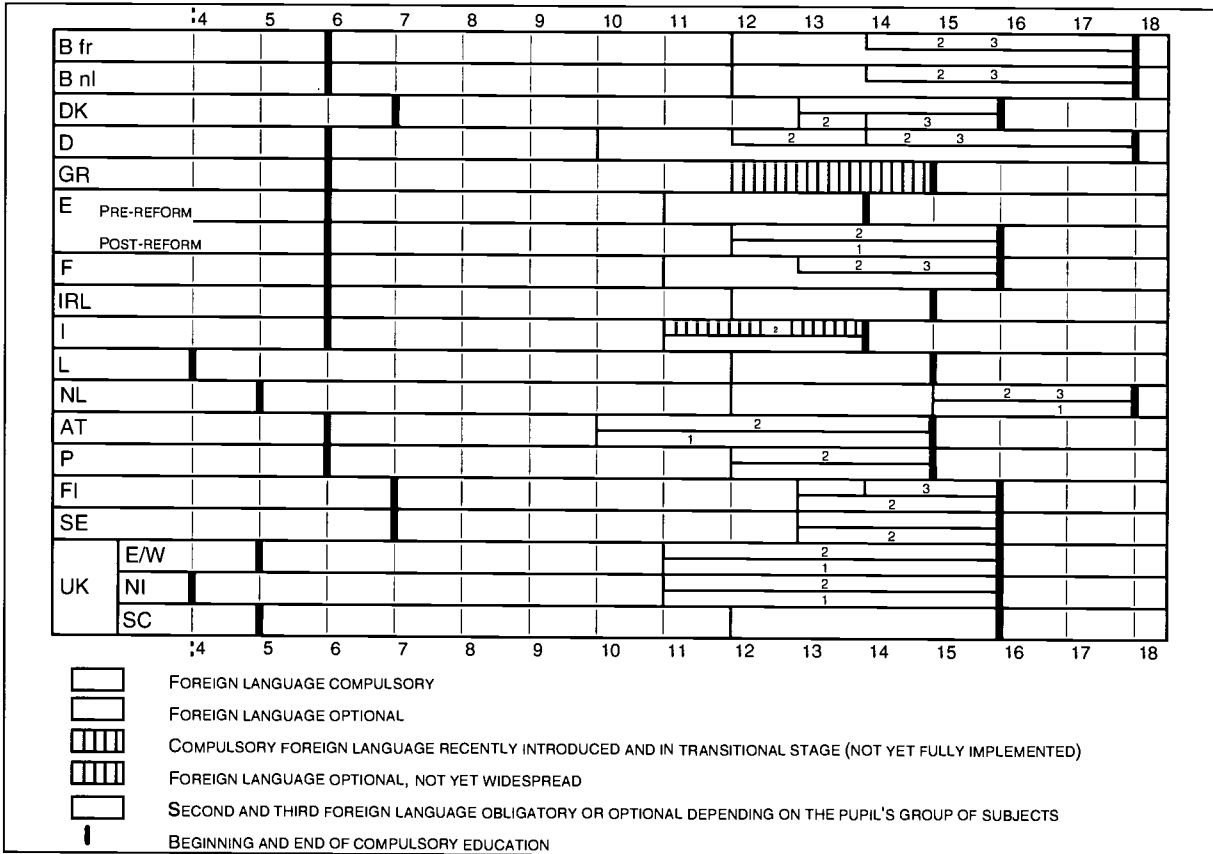 4 5 6 7 8 9 10 11 12 13 14 15 16 17 18
B fr 2 3
B nl 2 3
DK 2 3
D 2 2 3
GR
E PRE-REFORM
POST-REFORM 2 1
F 2 3
IRL
I 2
L
NL 2 3 1
AT 2 1
P 2
FI 3 2
SE 2
UK
E/W 2 1
NI 2 1
SC
4 5 6 7 8 9 10 11 12 13 14 15 16 17 18
FOREIGN LANGUAGE COMPULSORY
FOREIGN LANGUAGE OPTIONAL
COMPULSORY FOREIGN LANGUAGE RECENTLY INTRODUCED AND IN TRANSITIONAL STAGE (NOT YET FULLY IMPLEMENTED)
FOREIGN LANGUAGE OPTIONAL, NOT YET WIDESPREAD
SECOND AND THIRD FOREIGN LANGUAGE OBLIGATORY OR OPTIONAL DEPENDING ON THE PUPIL'S GROUP OF SUBJECTS
BEGINNING AND END OF COMPULSORY EDUCATION